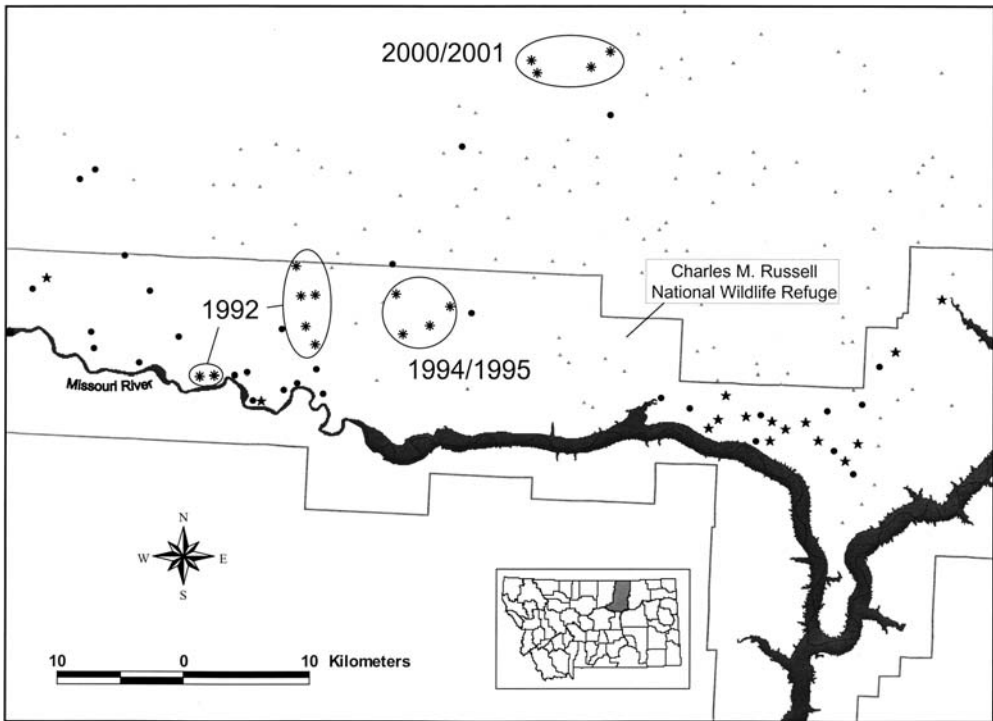 2000/2001
Charles M. Russell
National Wildlife Refuge
1992
1994/1995
Missouri River
N
W E
S
10 0 10 Kilometers